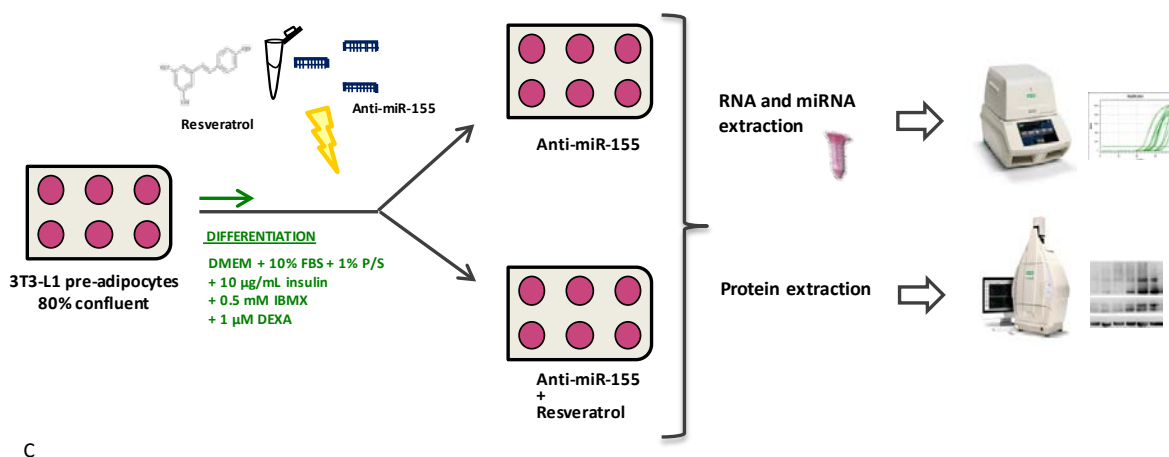 Resveratrol
Anti-miR-155
3T3-L1 pre-adipocytes
80% confluent
DIFFERENTIATION
DMEM + 10% FBS + 1% P/S
+ 10 µg/mL insulin
+ 0.5 mM IBMX
+ 1 µM DEXA
Anti-miR-155
Anti-miR-155
+
Resveratrol
RNA and miRNA
extraction
Protein extraction
C